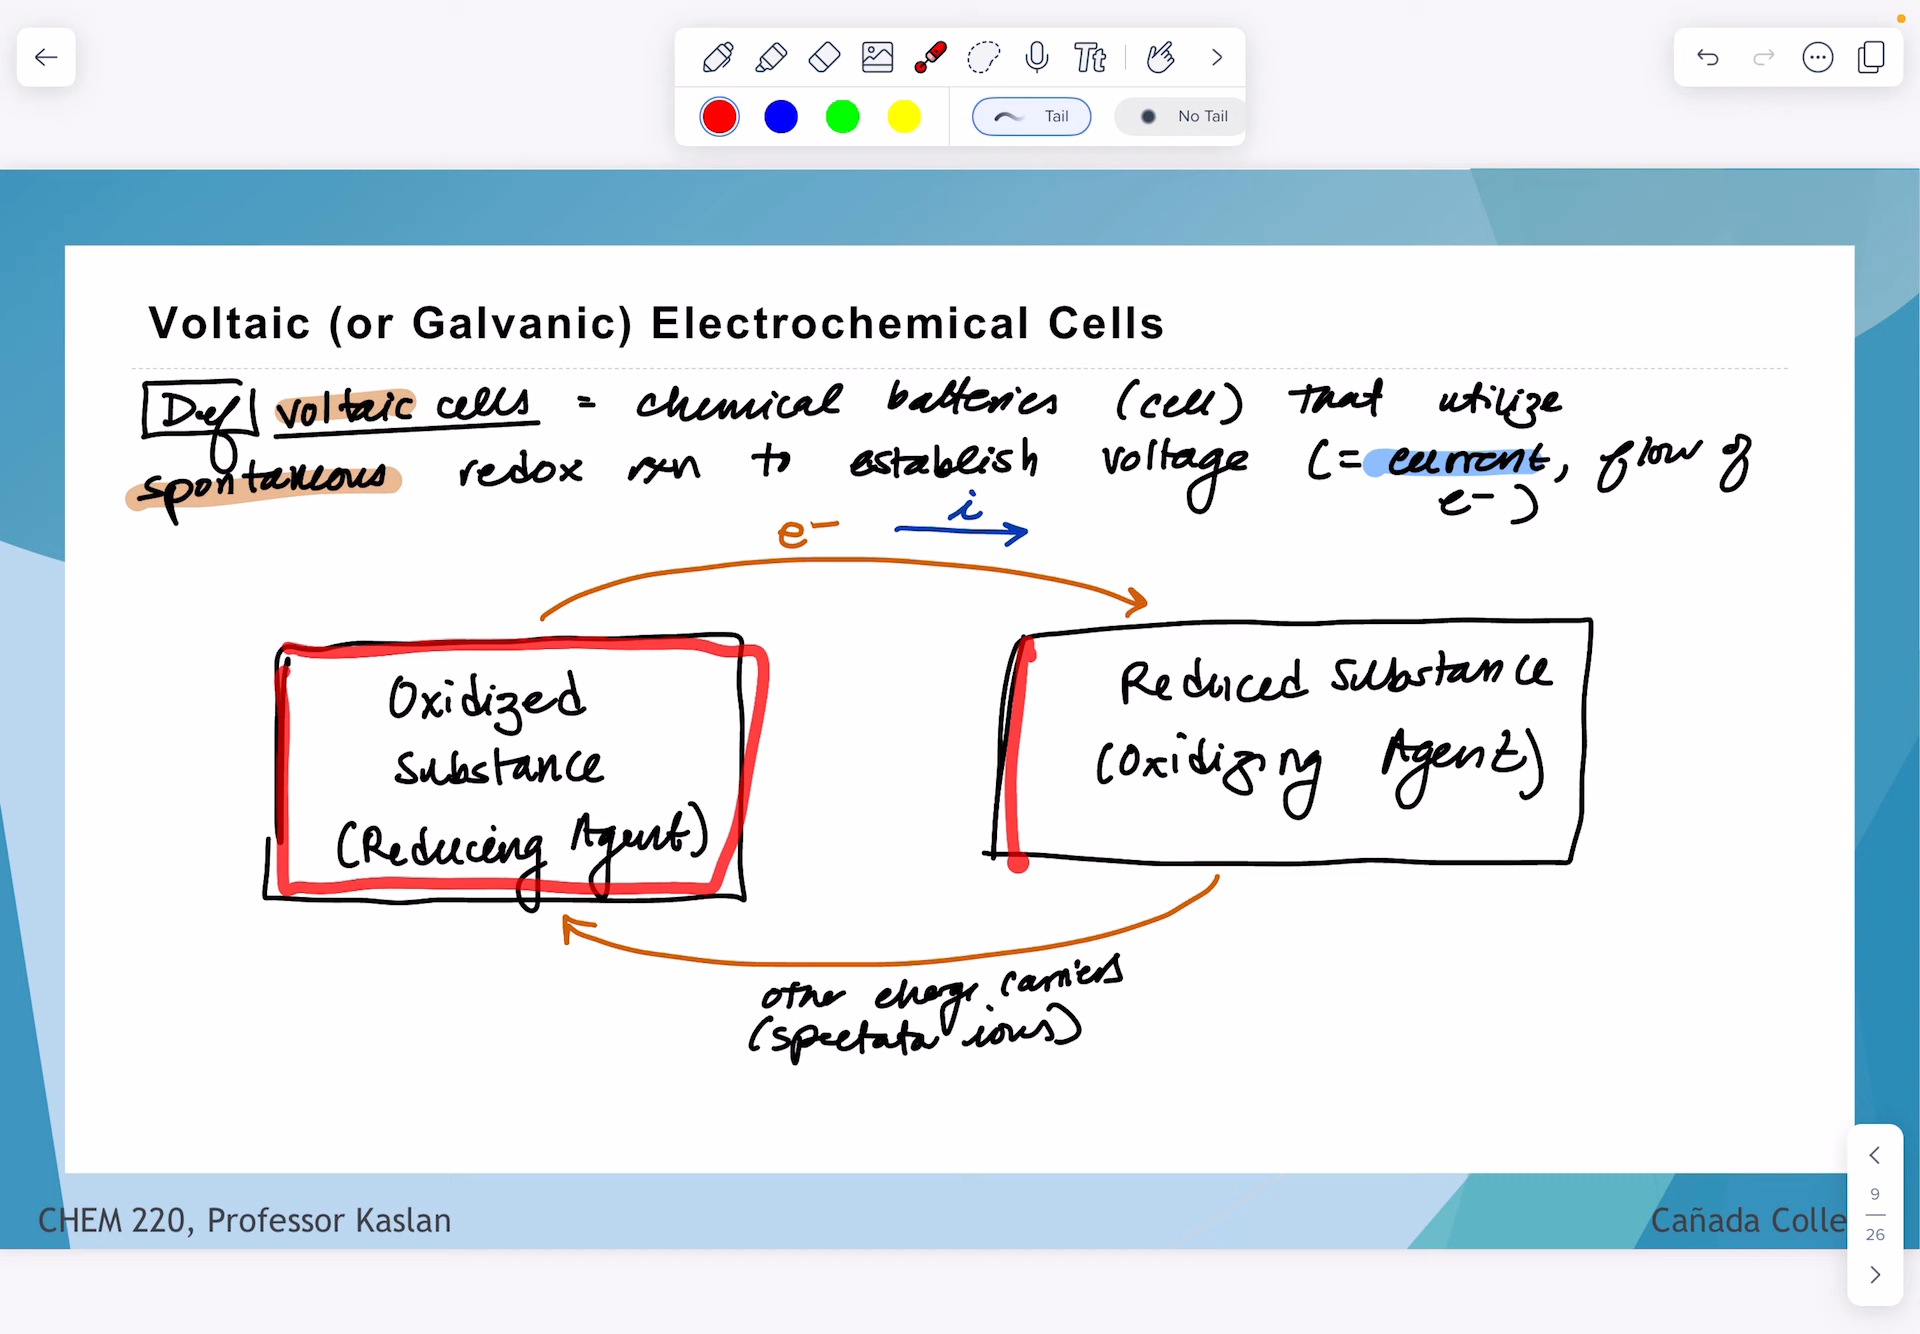 Tt
Tail
No Tail
Voltaic (or Galvanic) Electrochemical Cells
Def voltaic cells = chemical batteries (cell) that utilize
spontaneous redox rxn to establish voltage (= current, flow of
e-)
e-
i
Oxidized
Substance
(Reducing Agent)
Reduced Substance
(Oxidizing Agent)
other charge carriers
(spectata ions)
CHEM 220, Professor Kaslan
Cañada Colle
9
26